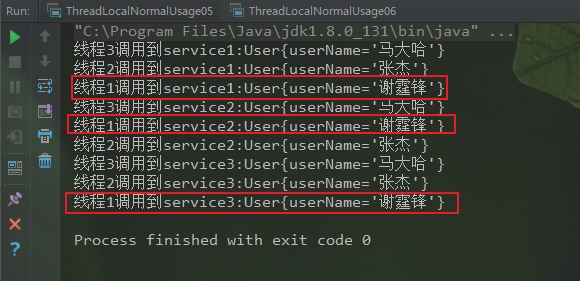 Run: ThreadLocalNormalUsage05 ThreadLocalNormalUsage06
"C:\Program Files\Java\jdk1.8.0_131\bin\java" ...
线程3调用到service1:User{userName='马大哈'}
线程2调用到service1:User{userName='张杰'}
线程1调用到service1:User{userName='谢霆锋'}
线程3调用到service2:User{userName='马大哈'}
线程1调用到service2:User{userName='谢霆锋'}
线程2调用到service2:User{userName='张杰'}
线程3调用到service3:User{userName='马大哈'}
线程2调用到service3:User{userName='张杰'}
线程1调用到service3:User{userName='谢霆锋'}
Process finished with exit code 0